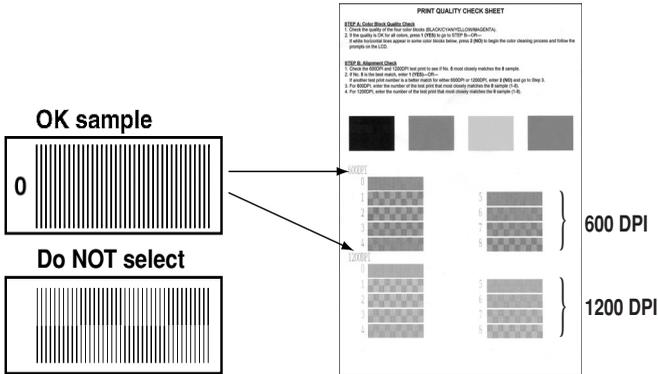 PRINT QUALITY CHECK SHEET
STEP A: Color Block Quality Check
1. Check the quality of the four color blocks (BLACK/CYAN/YELLOW/MAGENTA).
2. If the quality is OK for all colors, press 1 (YES) to go to STEP B—OR—
If white horizontal lines appear in some color blocks below, press 2 (NO) to begin the color cleaning process and follow the
prompts on the LCD.
STEP B: Alignment Check
1. Check the 600DPI and 1200DPI test print to see if No. 5 most closely matches the 0 sample.
2. If No. 5 is the best match, enter 1 (YES)—OR—
If another test print number is a better match for either 600DPI or 1200DPI, enter 2 (NO) and go to Step 3.
3. For 600DPI, enter the number of the test print that most closely matches the 0 sample (1-8).
4. For 1200DPI, enter the number of the test print that most closely matches the 0 sample (1-8).
OK sample
0
Do NOT select
600DPI
0
1
2
3
4
5
6
7
8
600 DPI
1200DPI
0
1
2
3
4
5
6
7
8
1200 DPI